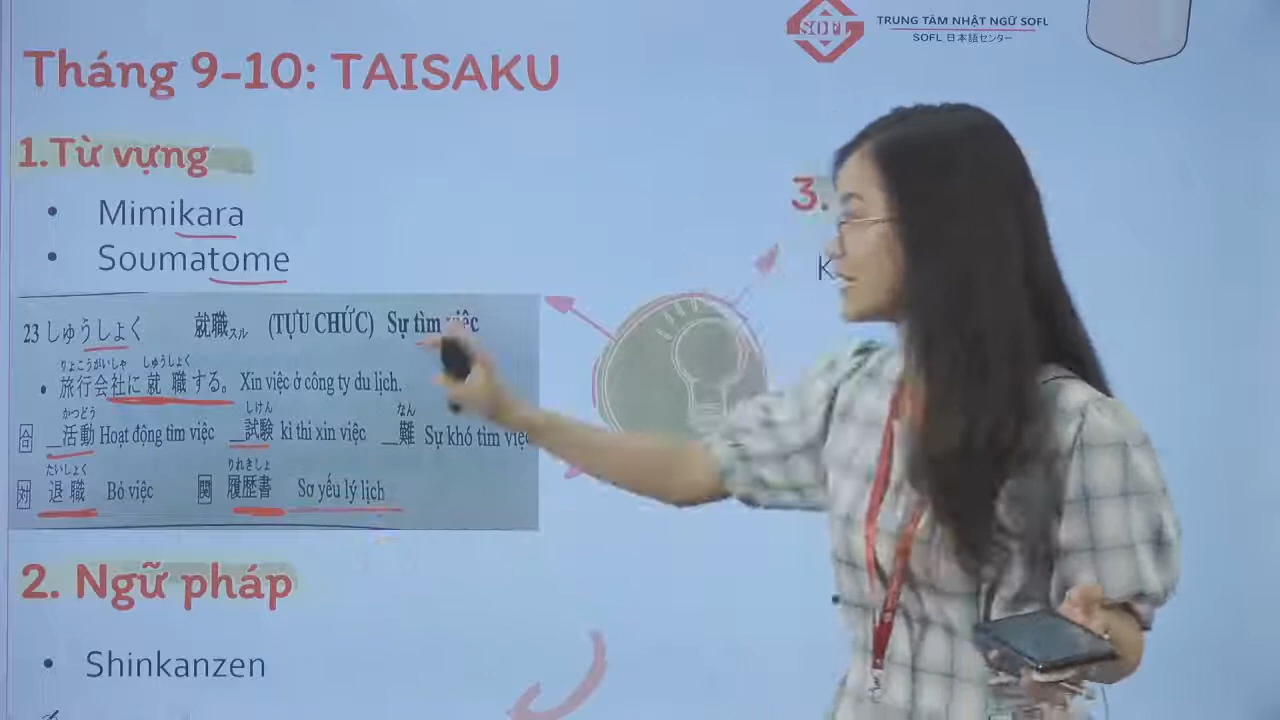 SOFL
TRUNG TÂM NHẬT NGỮ SOFL
SOFL 日本語センター
Tháng 9-10: TAISAKU
1.Từ vựng
• Mimikara
• Soumatome
23 しゅうしょく 就職スル (TỰU CHỨC) Sự tìm việc
りょこうがいしゃ しゅうしょく
• 旅行会社に就職する。 Xin việc ở công ty du lịch.
かつどう しけん なん
合 __活動 Hoạt động tìm việc __試験 kì thi xin việc __難 Sự khó tìm việc
たいしょく りれきしょ
対 退職 Bỏ việc 関 履歴書 Sơ yếu lý lịch
2. Ngữ pháp
• Shinkanzen
3.
K